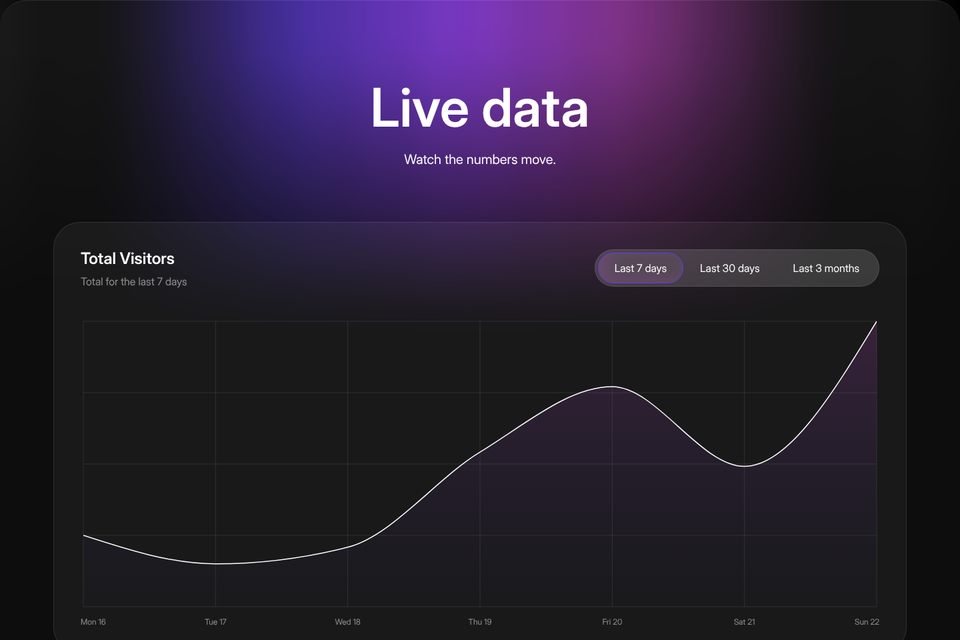 Live data
Watch the numbers move.
Total Visitors
Total for the last 7 days
Last 7 days Last 30 days Last 3 months
Mon 16 Tue 17 Wed 18 Thu 19 Fri 20 Sat 21 Sun 22